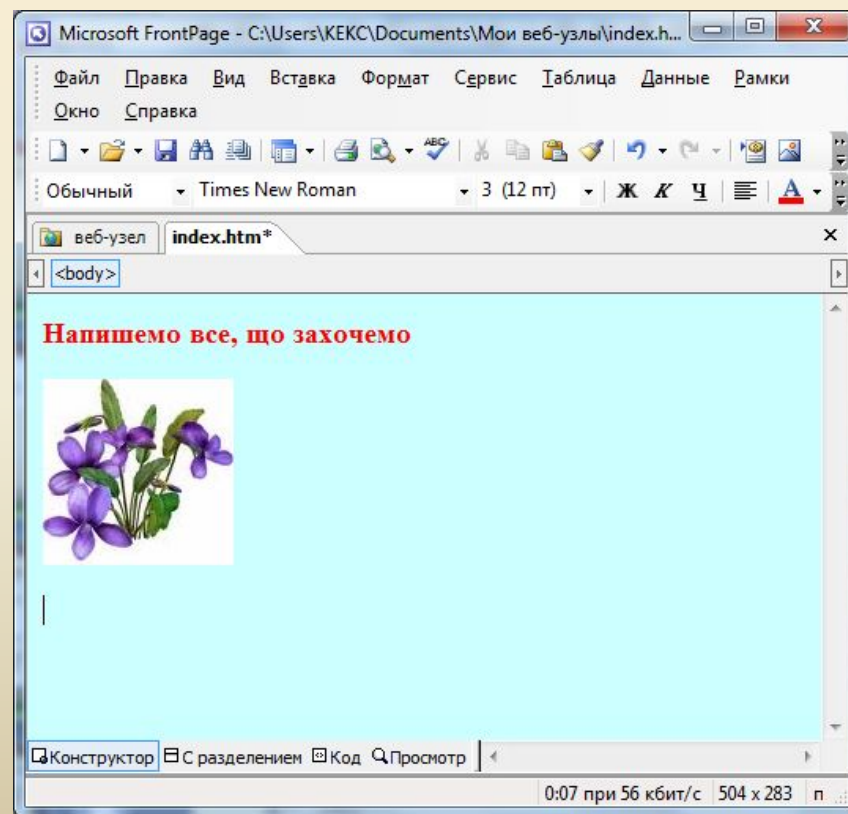 Microsoft FrontPage - C:\Users\КЕКС\Documents\Мои веб-узлы\index.h...
Файл Правка Вид Вставка Формат Сервис Таблица Данные Рамки
Окно Справка
ABC
Обычный Times New Roman 3 (12 пт) Ж К Ч
A
веб-узел index.htm*
<body>
Напишемо все, що захочемо
Конструктор С разделением Код Просмотр
0:07 при 56 кбит/с 504 x 283 п